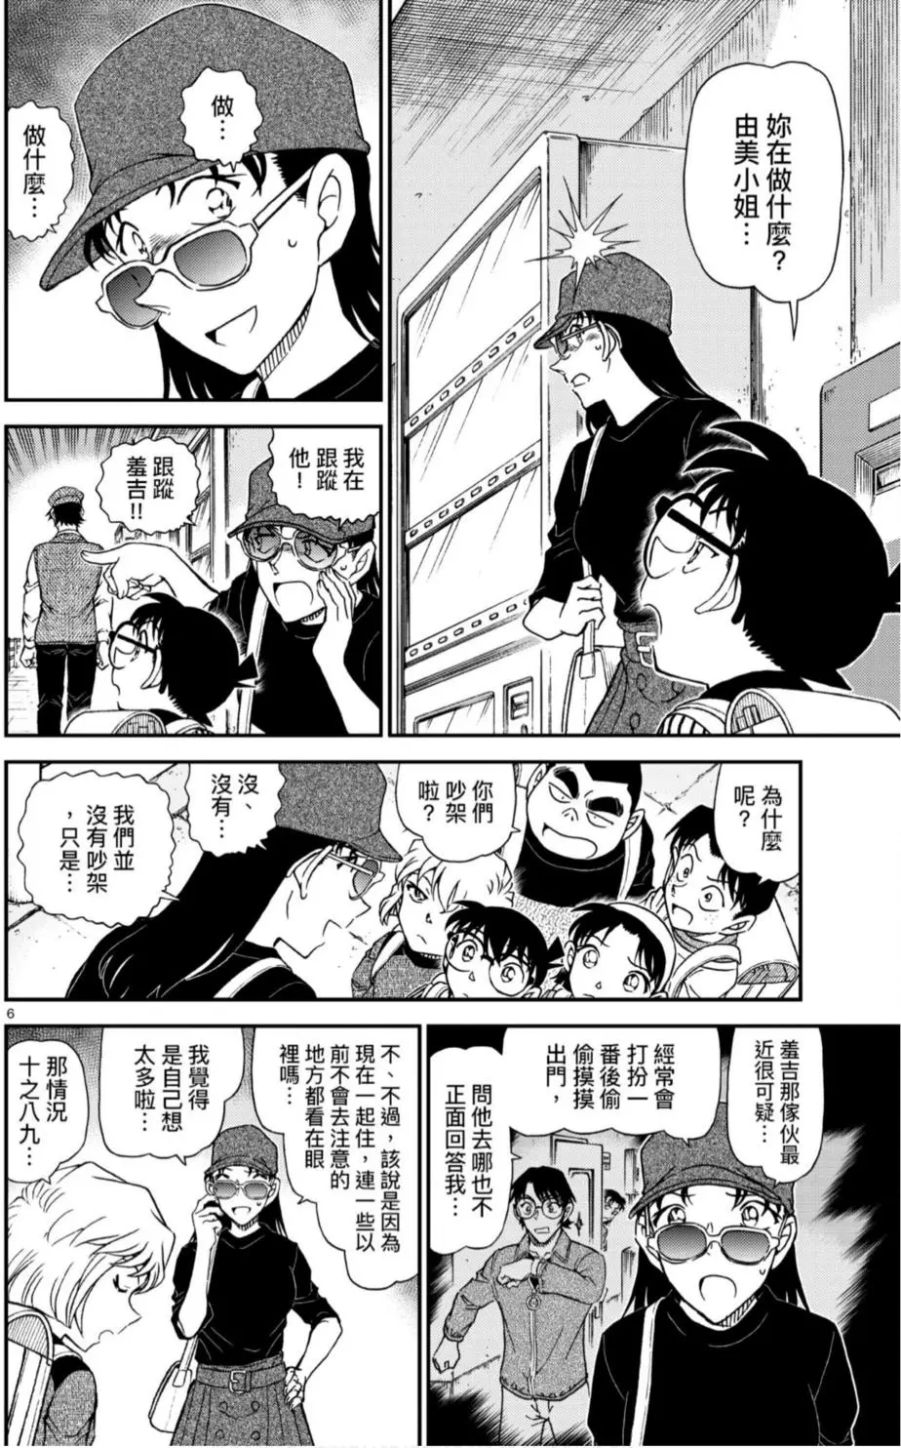 妳在做什麼？
由美小姐…
做…
做什麼…
我在
跟蹤
他！
跟蹤
羞吉!!
為什麼
呢？
你們
吵架
啦？
沒、
沒有…
我們並
沒有吵架
，只是…
6
羞吉那傢伙最
近很可疑…
經常會
打扮一
番後偷
偷摸摸
出門，
問他去哪也不
正面回答我…
不、不過，該說是因為
現在一起住，連一些以
前不會去注意的
地方都看在眼
裡嗎…
我覺得
是自己想
太多啦…
那情況
十之八九…